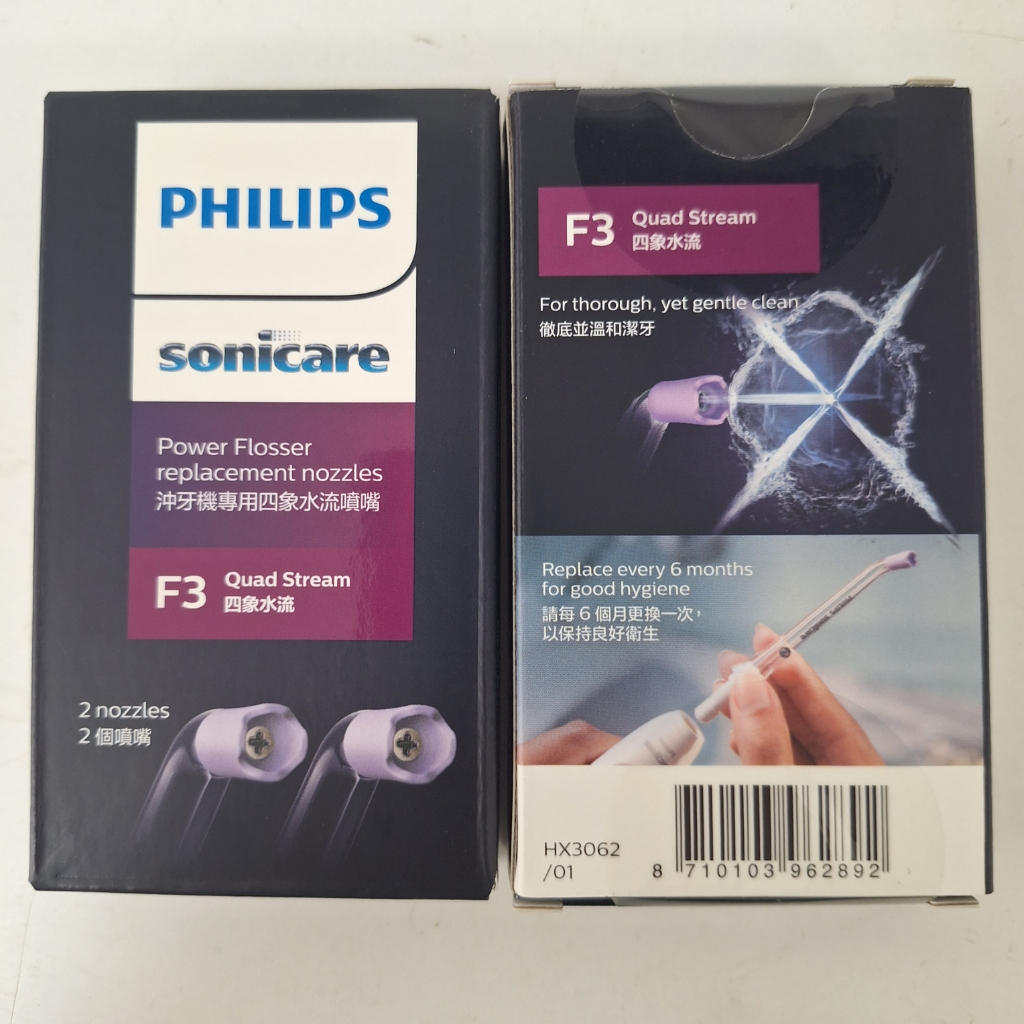 PHILIPS
sonicare
Power Flosser
replacement nozzles
沖牙機專用四象水流噴嘴
F3
Quad Stream
四象水流
2 nozzles
2 個噴嘴
F3
Quad Stream
四象水流
For thorough, yet gentle clean
徹底並溫和潔牙
Replace every 6 months
for good hygiene
請每 6 個月更換一次，
以保持良好衛生
HX3062
/01
8 710103 962892